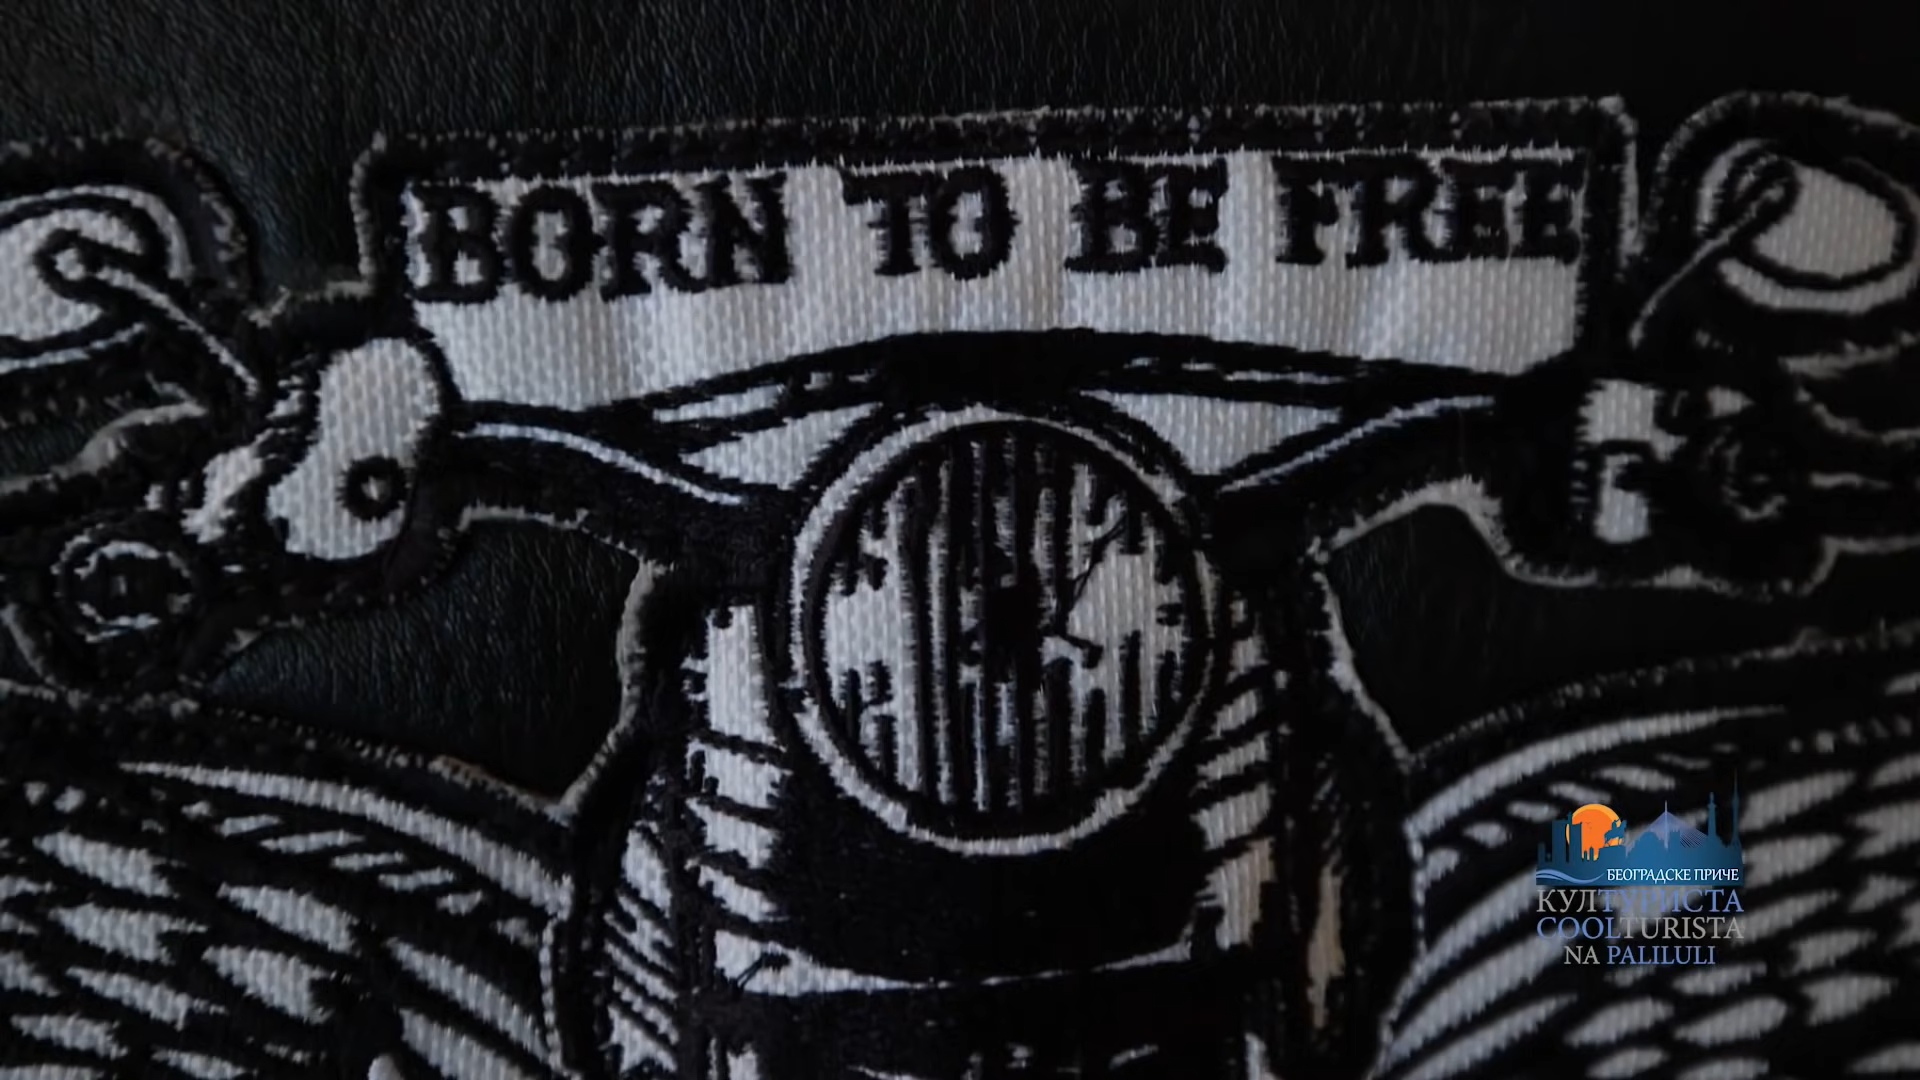 BORN TO BE FREE
БЕОГРАДСКЕ ПРИЧЕ
КУЛТУРИСТА
COOLTURISTA
NA PALILULI